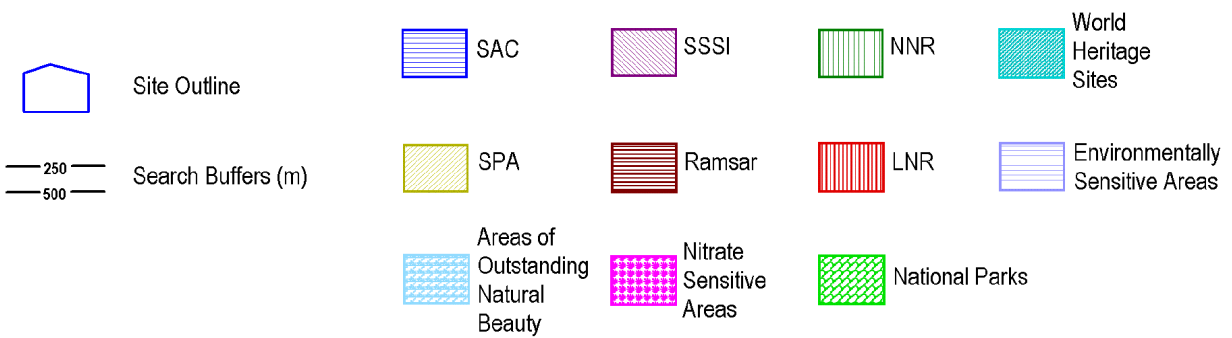 Site Outline
250
500
Search Buffers (m)
SAC
SSSI
NNR
World
Heritage
Sites
SPA
Ramsar
LNR
Environmentally
Sensitive Areas
Areas of
Outstanding
Natural
Beauty
Nitrate
Sensitive
Areas
National Parks